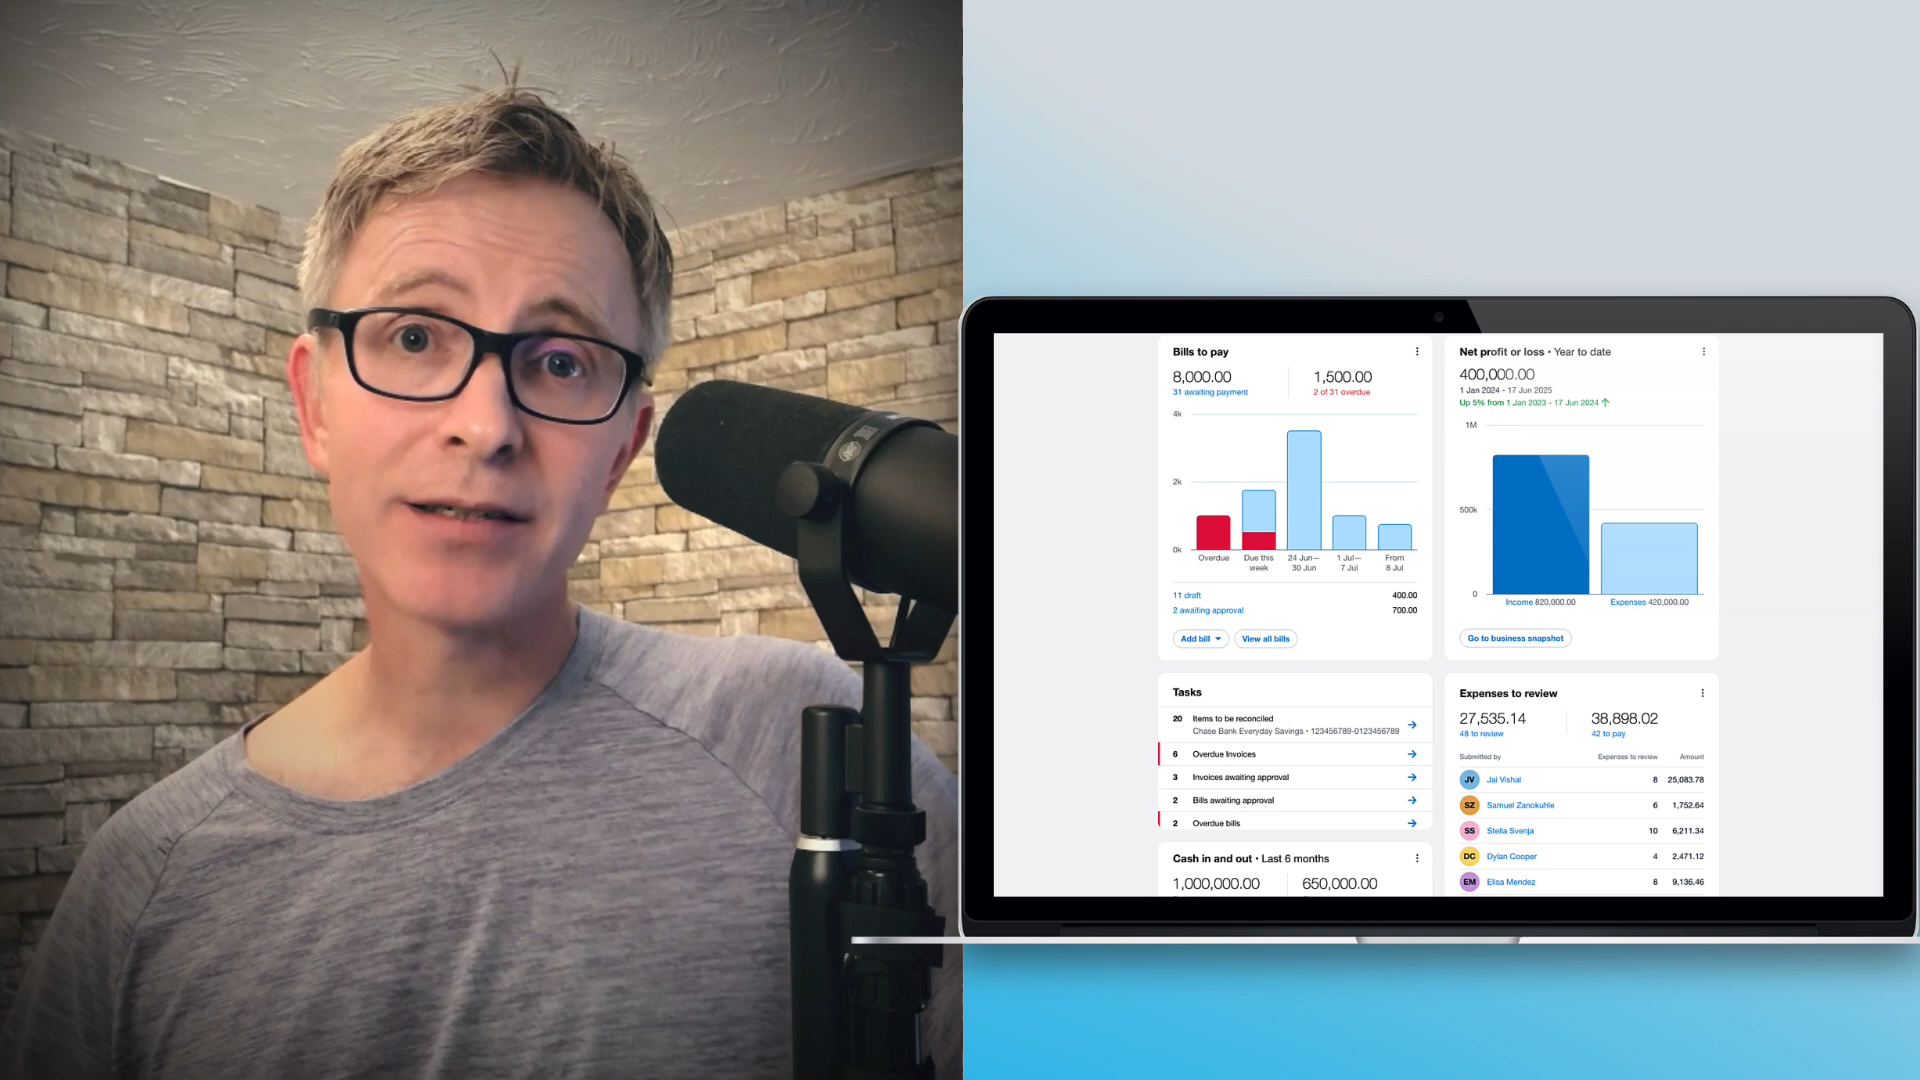 Bills to pay
8,000.00
31 awaiting payment
1,500.00
2 of 31 overdue
4k
2k
0k
Overdue
Due this
week
24 Jun—
30 Jun
1 Jul—
7 Jul
From
8 Jul
11 draft 400.00
2 awaiting approval 700.00
Add bill
View all bills
Net profit or loss • Year to date
400,000.00
1 Jan 2024 - 17 Jun 2025
Up 5% from 1 Jan 2023 - 17 Jun 2024
1M
500k
0
Income 820,000.00
Expenses 420,000.00
Go to business snapshot
Tasks
20 Items to be reconciled
Chase Bank Everyday Savings • 123456789-0123456789
6 Overdue Invoices
3 Invoices awaiting approval
2 Bills awaiting approval
2 Overdue bills
Expenses to review
27,535.14
48 to review
38,898.02
42 to pay
Submitted by Expenses to review Amount
JV Jai Vishal 8 25,083.78
SZ Samuel Zanokuhle 6 1,752.64
SS Stella Svenja 10 6,211.34
DC Dylan Cooper 4 2,471.12
EM Elisa Mendez 8 9,136.46
Cash in and out • Last 6 months
1,000,000.00
650,000.00